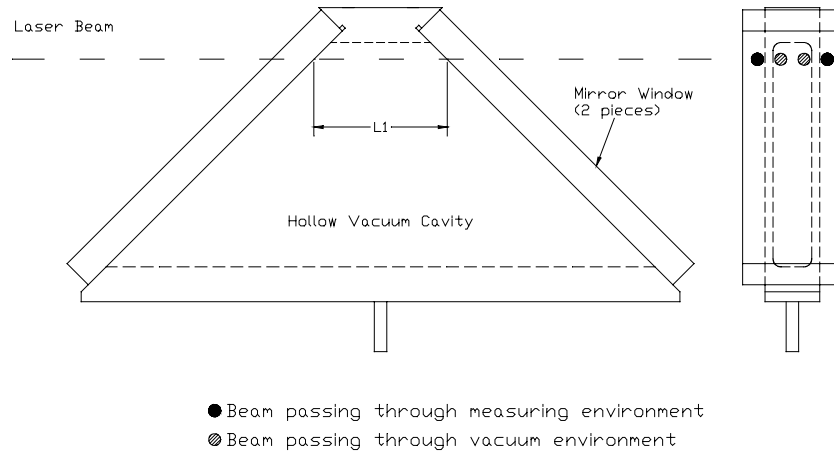 Laser Beam
Mirror Window
(2 pieces)
L1
Hollow Vacuum Cavity
Beam passing through measuring environment
Beam passing through vacuum environment